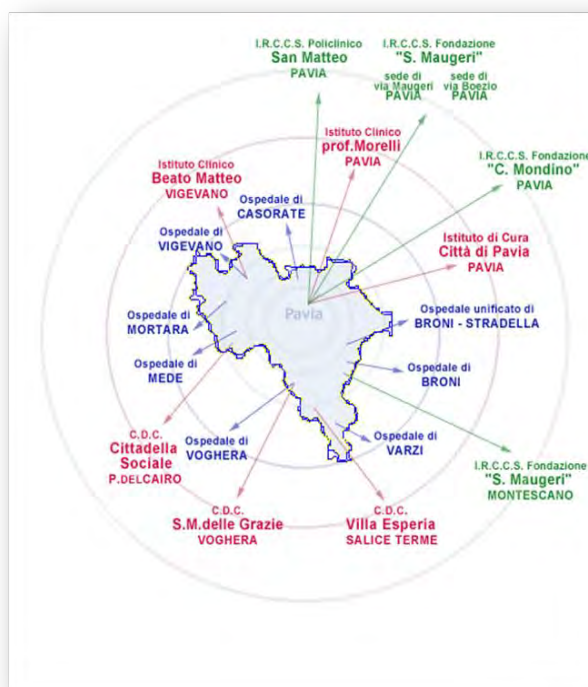 I.R.C.C.S. Policlinico
San Matteo
PAVIA
I.R.C.C.S. Fondazione
"S. Maugeri"
sede di
via Maugeri
PAVIA
sede di
via Boezio
PAVIA
Istituto Clinico
prof.Morelli
PAVIA
I.R.C.C.S. Fondazione
"C. Mondino"
PAVIA
Istituto Clinico
Beato Matteo
VIGEVANO
Ospedale di
CASORATE
Ospedale di
VIGEVANO
Istituto di Cura
Città di Pavia
PAVIA
Pavia
Ospedale di
MORTARA
Ospedale unificato di
BRONI - STRADELLA
Ospedale di
MEDE
Ospedale di
BRONI
C.D.C.
Cittadella
Sociale
P.DELCAIRO
Ospedale di
VOGHERA
Ospedale di
VARZI
I.R.C.C.S. Fondazione
"S. Maugeri"
MONTESCANO
C.D.C.
S.M.delle Grazie
VOGHERA
C.D.C.
Villa Esperia
SALICE TERME